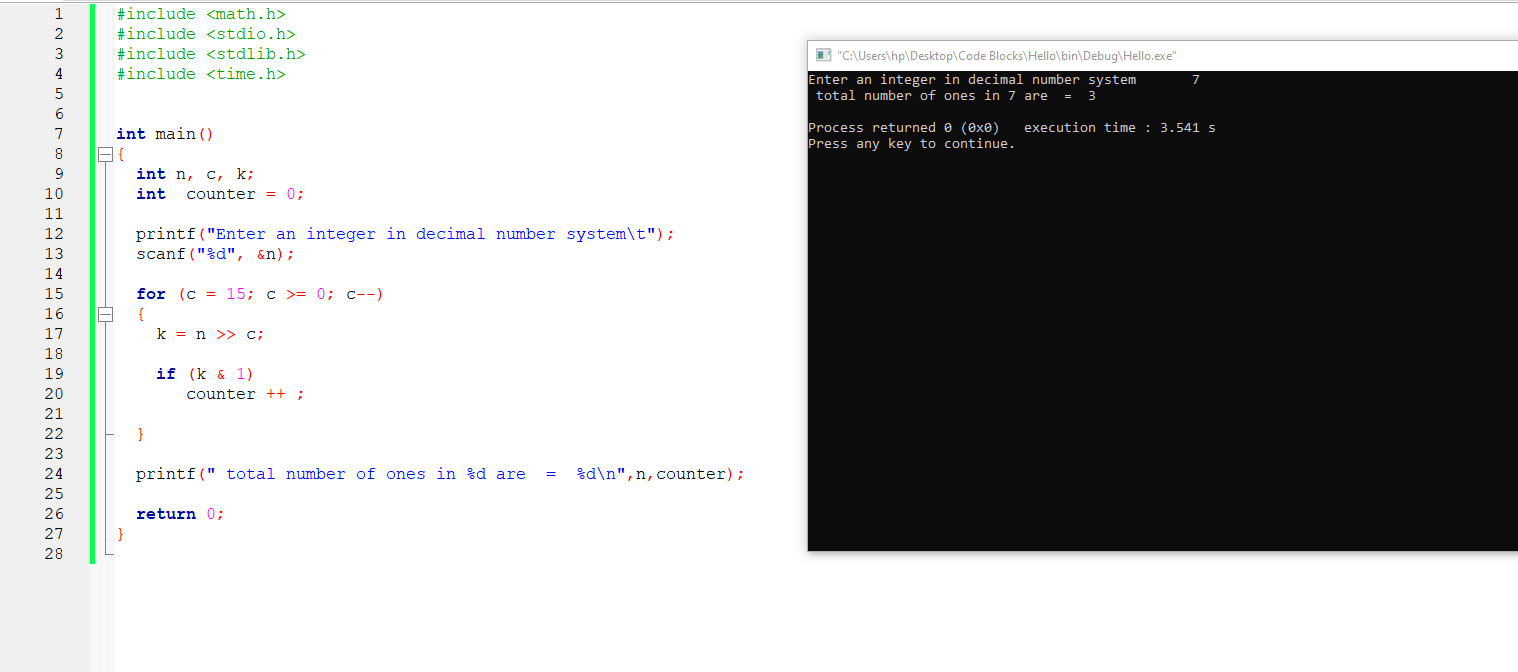 1 #include <math.h>
2 #include <stdio.h>
3 #include <stdlib.h>
4 #include <time.h>
5
6
7 int main()
8 {
9 int n, c, k;
10 int  counter = 0;
11
12 printf("Enter an integer in decimal number system\t");
13 scanf("%d", &n);
14
15 for (c = 15; c >= 0; c--)
16 {
17 k = n >> c;
18
19 if (k & 1)
20 counter ++ ;
21
22 }
23
24 printf(" total number of ones in %d are  =  %d\n",n,counter);
25
26 return 0;
27 }
28
"C:\Users\hp\Desktop\Code Blocks\Hello\bin\Debug\Hello.exe"
Enter an integer in decimal number system       7
 total number of ones in 7 are  =  3
Process returned 0 (0x0)   execution time : 3.541 s
Press any key to continue.